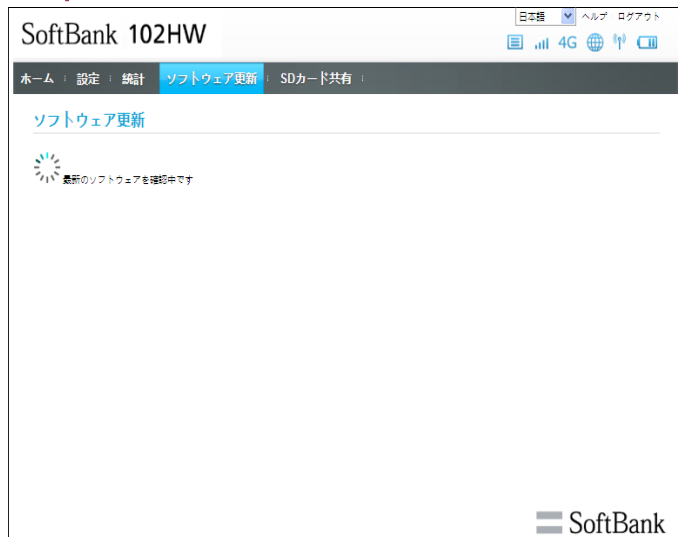 日本語 ヘルプ ログアウト
SoftBank 102HW
4G
ホーム 設定 統計 ソフトウェア更新 SDカード共有
ソフトウェア更新
最新のソフトウェアを確認中です
SoftBank